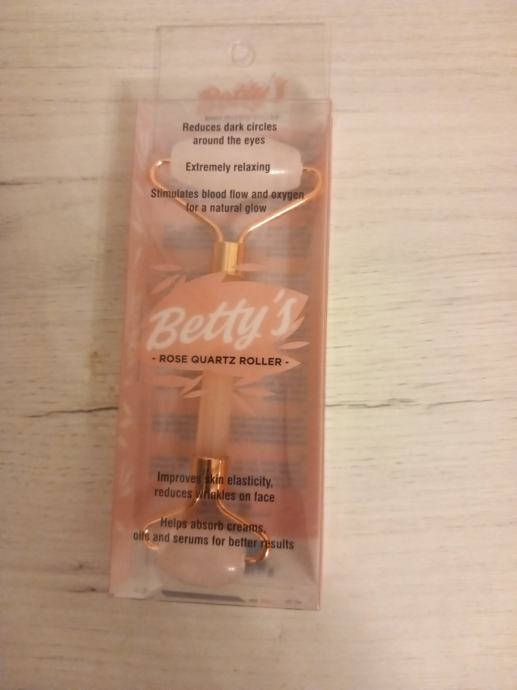 Reduces dark circles
around the eyes
Extremely relaxing
Stimulates blood flow and oxygen
for a natural glow
Betty's
- ROSE QUARTZ ROLLER -
Improves skin elasticity,
reduces wrinkles on face
Helps absorb creams,
oils and serums for better results